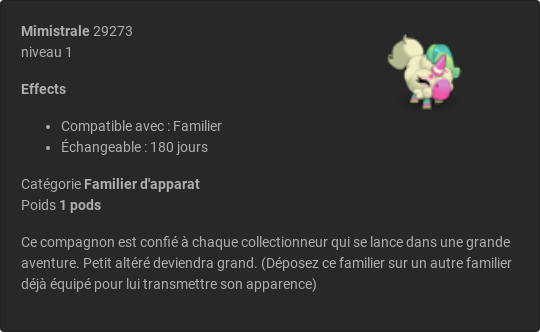 Mimistrale 29273
niveau 1
Effects
• Compatible avec : Familier
• Échangeable : 180 jours
Catégorie Familier d'apparat
Poids 1 pods
Ce compagnon est confié à chaque collectionneur qui se lance dans une grande
aventure. Petit altéré deviendra grand. (Déposez ce familier sur un autre familier
déjà équipé pour lui transmettre son apparence)